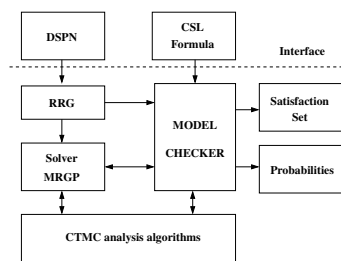 DSPN
CSL
Formula
Interface
RRG
MODEL
CHECKER
Satisfaction
Set
Solver
MRGP
Probabilities
CTMC analysis algorithms